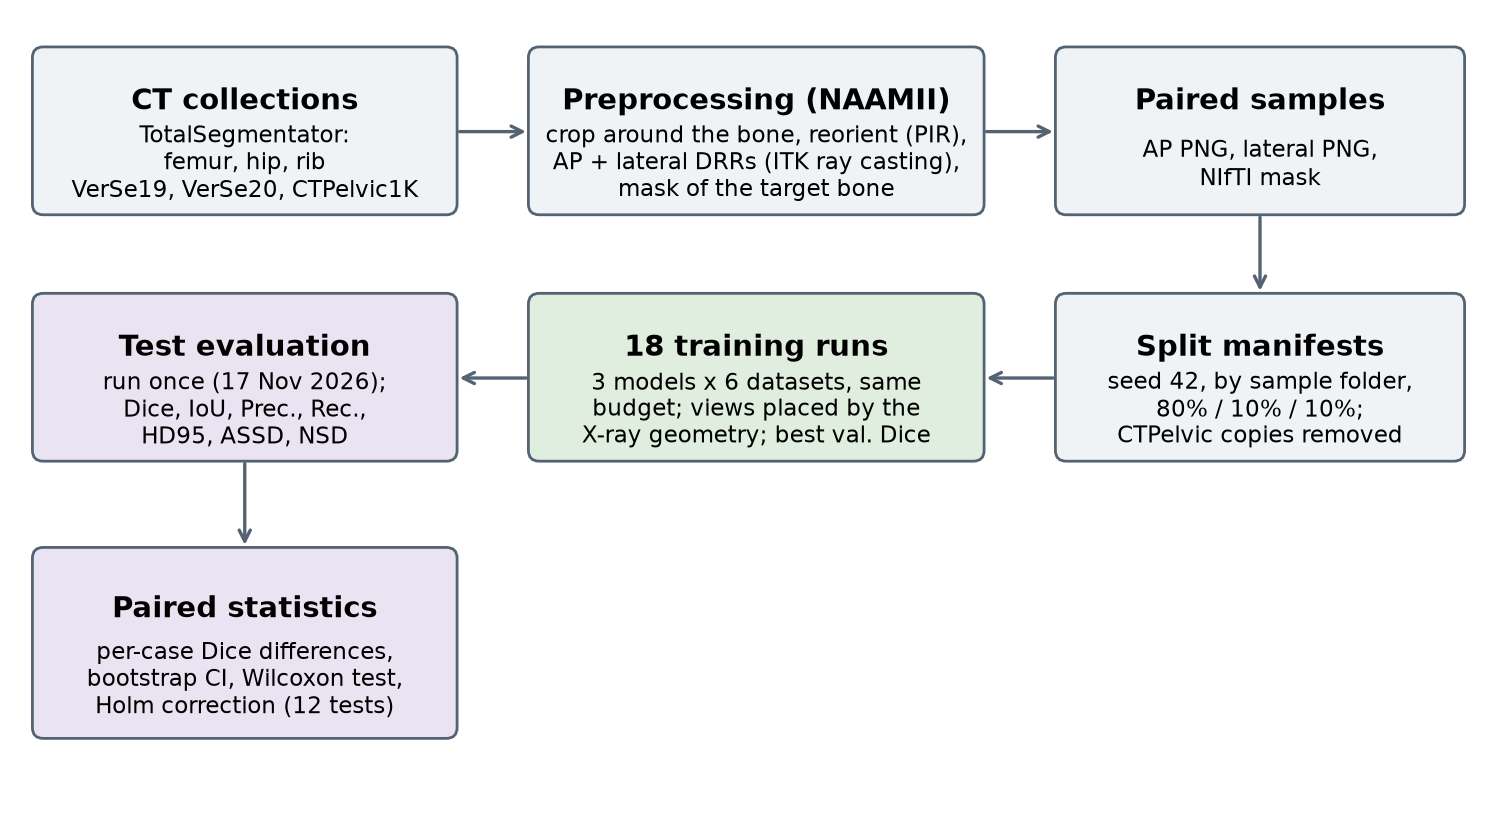 CT collections
TotalSegmentator:
femur, hip, rib
VerSe19, VerSe20, CTPelvic1K
Preprocessing (NAAMII)
crop around the bone, reorient (PIR),
AP + lateral DRRs (ITK ray casting),
mask of the target bone
Paired samples
AP PNG, lateral PNG,
NIfTI mask
Split manifests
seed 42, by sample folder,
80% / 10% / 10%;
CTPelvic copies removed
18 training runs
3 models x 6 datasets, same
budget; views placed by the
X-ray geometry; best val. Dice
Test evaluation
run once (17 Nov 2026);
Dice, IoU, Prec., Rec.,
HD95, ASSD, NSD
Paired statistics
per-case Dice differences,
bootstrap CI, Wilcoxon test,
Holm correction (12 tests)